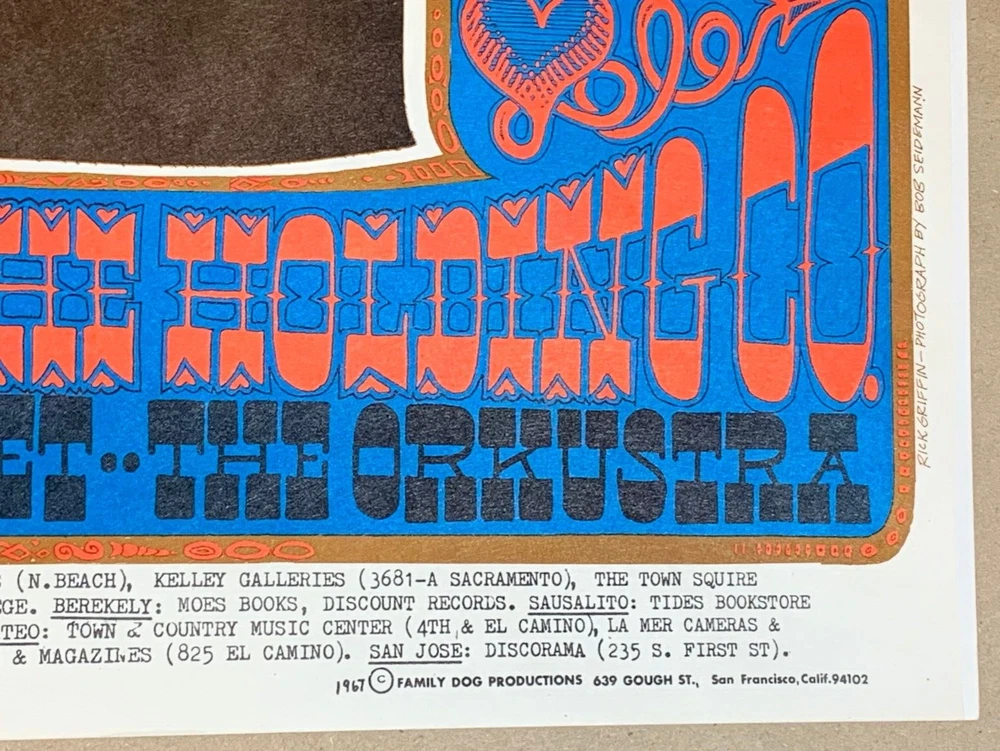 HE HOLDING CO.
ET·· THE ORKUSTRA
RICK GRIFFIN— PHOTOGRAPH BY BOB SEIDEMANN
(N.BEACH), KELLEY GALLERIES (3681-A SACRAMENTO), THE TOWN SQUIRE
GE. BEREKELY: MOES BOOKS, DISCOUNT RECORDS. SAUSALITO: TIDES BOOKSTORE
TEO: TOWN & COUNTRY MUSIC CENTER (4TH & EL CAMINO), LA MER CAMERAS &
& MAGAZINES (825 EL CAMINO). SAN JOSE: DISCORAMA (235 S. FIRST ST).
1967 © FAMILY DOG PRODUCTIONS 639 GOUGH ST., San Francisco, Calif. 94102